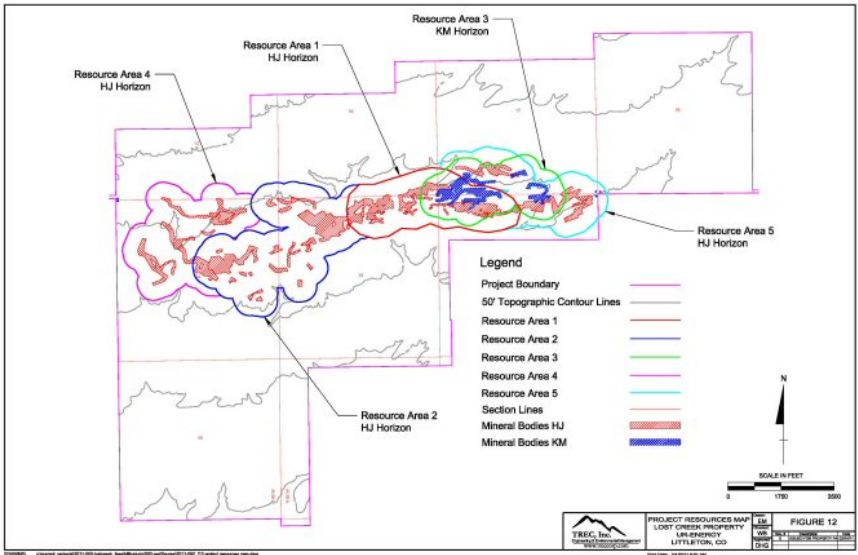 Resource Area 3
KM Horizon
Resource Area 1
HJ Horizon
Resource Area 4
HJ Horizon
Resource Area 5
HJ Horizon
Resource Area 2
HJ Horizon
Legend
Project Boundary
50' Topographic Contour Lines
Resource Area 1
Resource Area 2
Resource Area 3
Resource Area 4
Resource Area 5
Section Lines
Mineral Bodies HJ
Mineral Bodies KM
N
SCALE IN FEET
0 1750 3500
TREC, Inc.
PROJECT RESOURCES MAP
LOST CREEK PROPERTY
UR-ENERGY
LITTLETON, CO
EM
WB
DHG
FIGURE 12